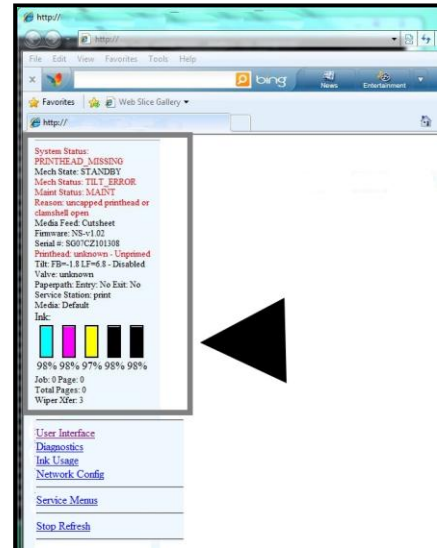 http://
http://
File Edit View Favorites Tools Help
bing
News
Entertainment
Favorites
Web Slice Gallery
http://
System Status:
PRINTHEAD_MISSING
Mech State: STANDBY
Mech Status: TILT_ERROR
Maint Status: MAINT
Reason: uncapped printhead or
clamshell open
Media Feed: Cutsheet
Firmware: NS-v1.02
Serial #: SG07CZ101308
Printhead: unknown - Unprimed
Tilt: FB=-1.8 LF=6.8 - Disabled
Valve: unknown
Paperpath: Entry: No Exit: No
Service Station: print
Media: Default
Ink:
98% 98% 97% 98% 98%
Job: 0 Page: 0
Total Pages: 0
Wiper Xfer: 3
User Interface
Diagnostics
Ink Usage
Network Config
Service Menus
Stop Refresh